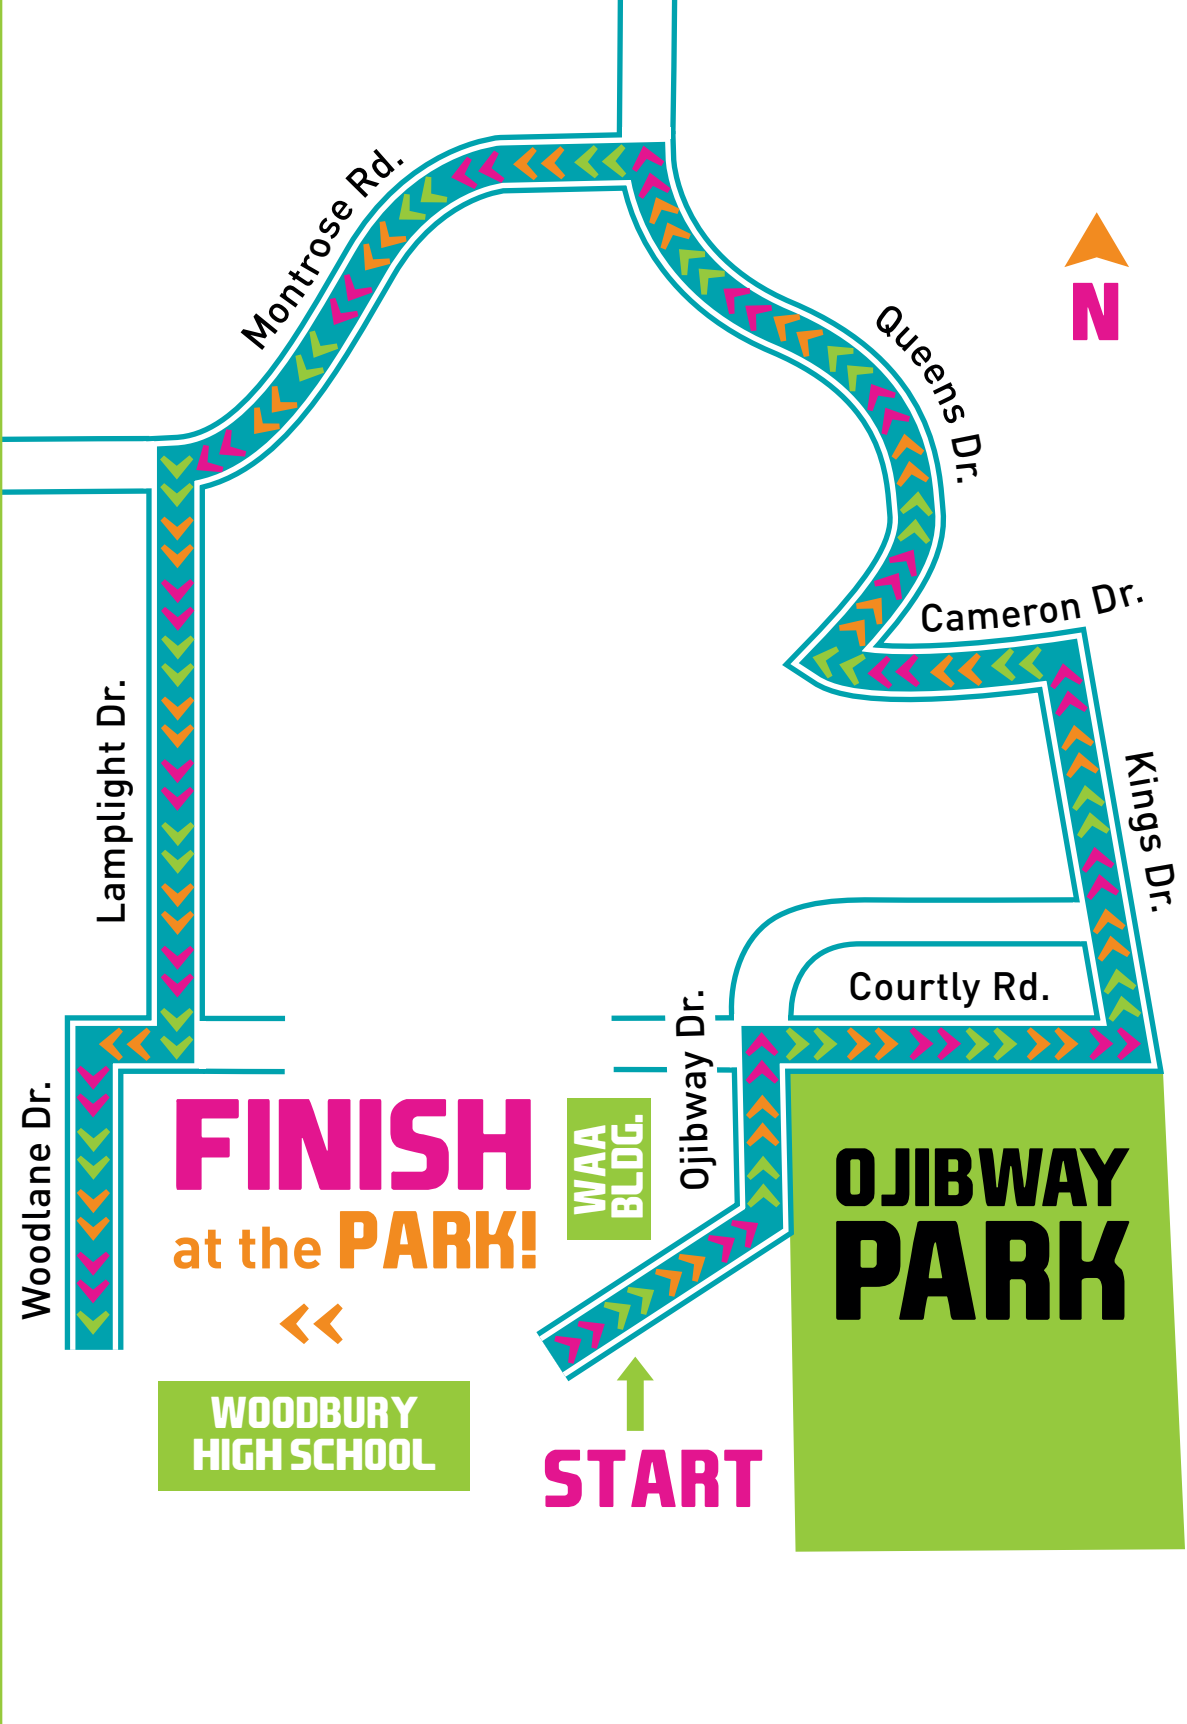 Montrose Rd.
N
Queens Dr.
Cameron Dr.
Lamplight Dr.
Kings Dr.
Courtly Rd.
Ojibway Dr.
Woodlane Dr.
FINISH
at the PARK!
WAA
BLDG.
OJIBWAY
PARK
WOODBURY
HIGH SCHOOL
START